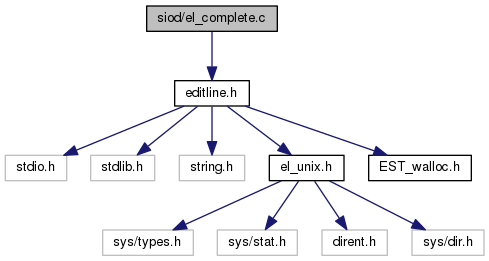 siod/el_complete.c
editline.h
stdio.h
stdlib.h
string.h
el_unix.h
EST_walloc.h
sys/types.h
sys/stat.h
dirent.h
sys/dir.h